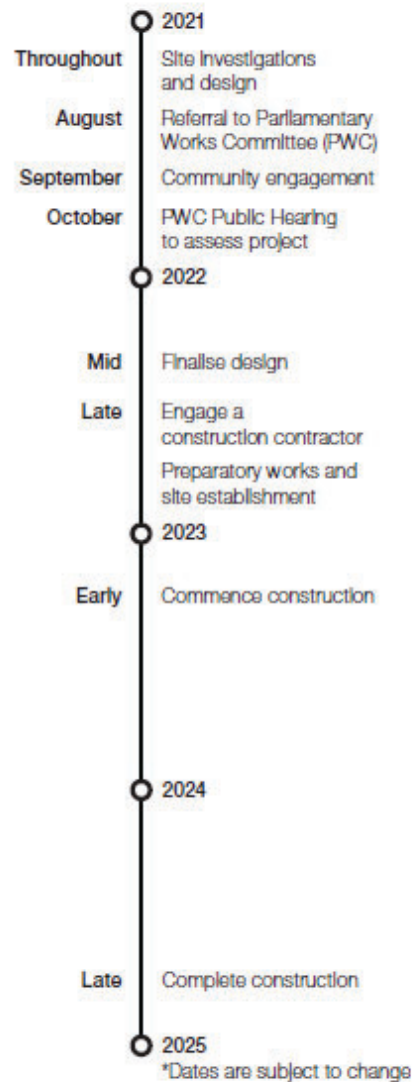 2021
Throughout Site investigations
and design
August Referral to Parliamentary
Works Committee (PWC)
September Community engagement
October PWC Public Hearing
to assess project
2022
Mid Finalise design
Late Engage a
construction contractor
Preparatory works and
site establishment
2023
Early Commence construction
2024
Late Complete construction
2025
*Dates are subject to change